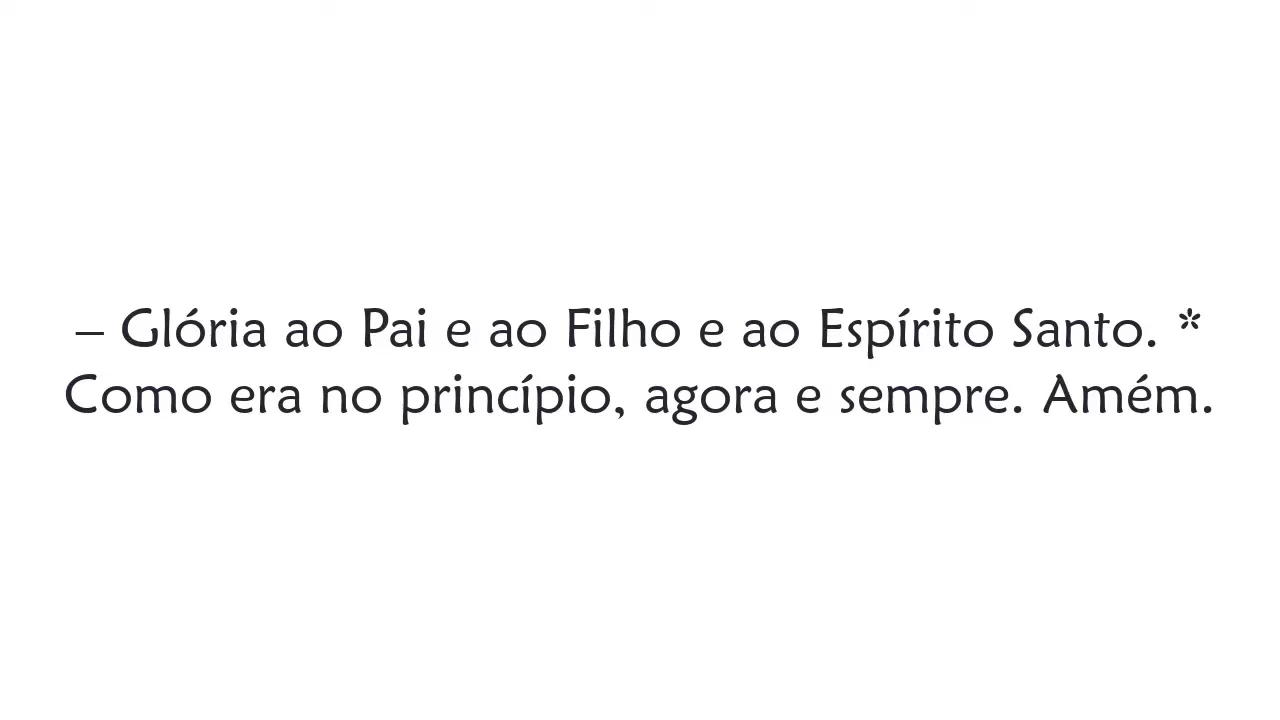 – Glória ao Pai e ao Filho e ao Espírito Santo. *
Como era no princípio, agora e sempre. Amém.